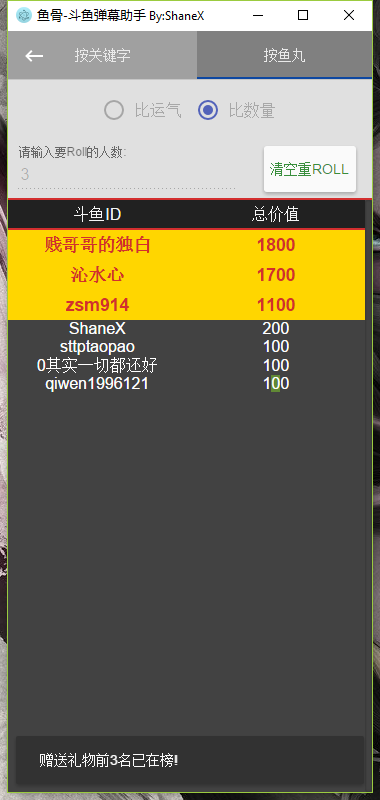 鱼骨-斗鱼弹幕助手 By:ShaneX
按关键字 按鱼丸
比运气 比数量
请输入要Roll的人数:
3
清空重ROLL
斗鱼ID 总价值
贱哥哥的独白 1800
沁水心 1700
zsm914 1100
ShaneX 200
sttptaopao 100
0其实一切都还好 100
qiwen1996121 100
赠送礼物前3名已在榜!